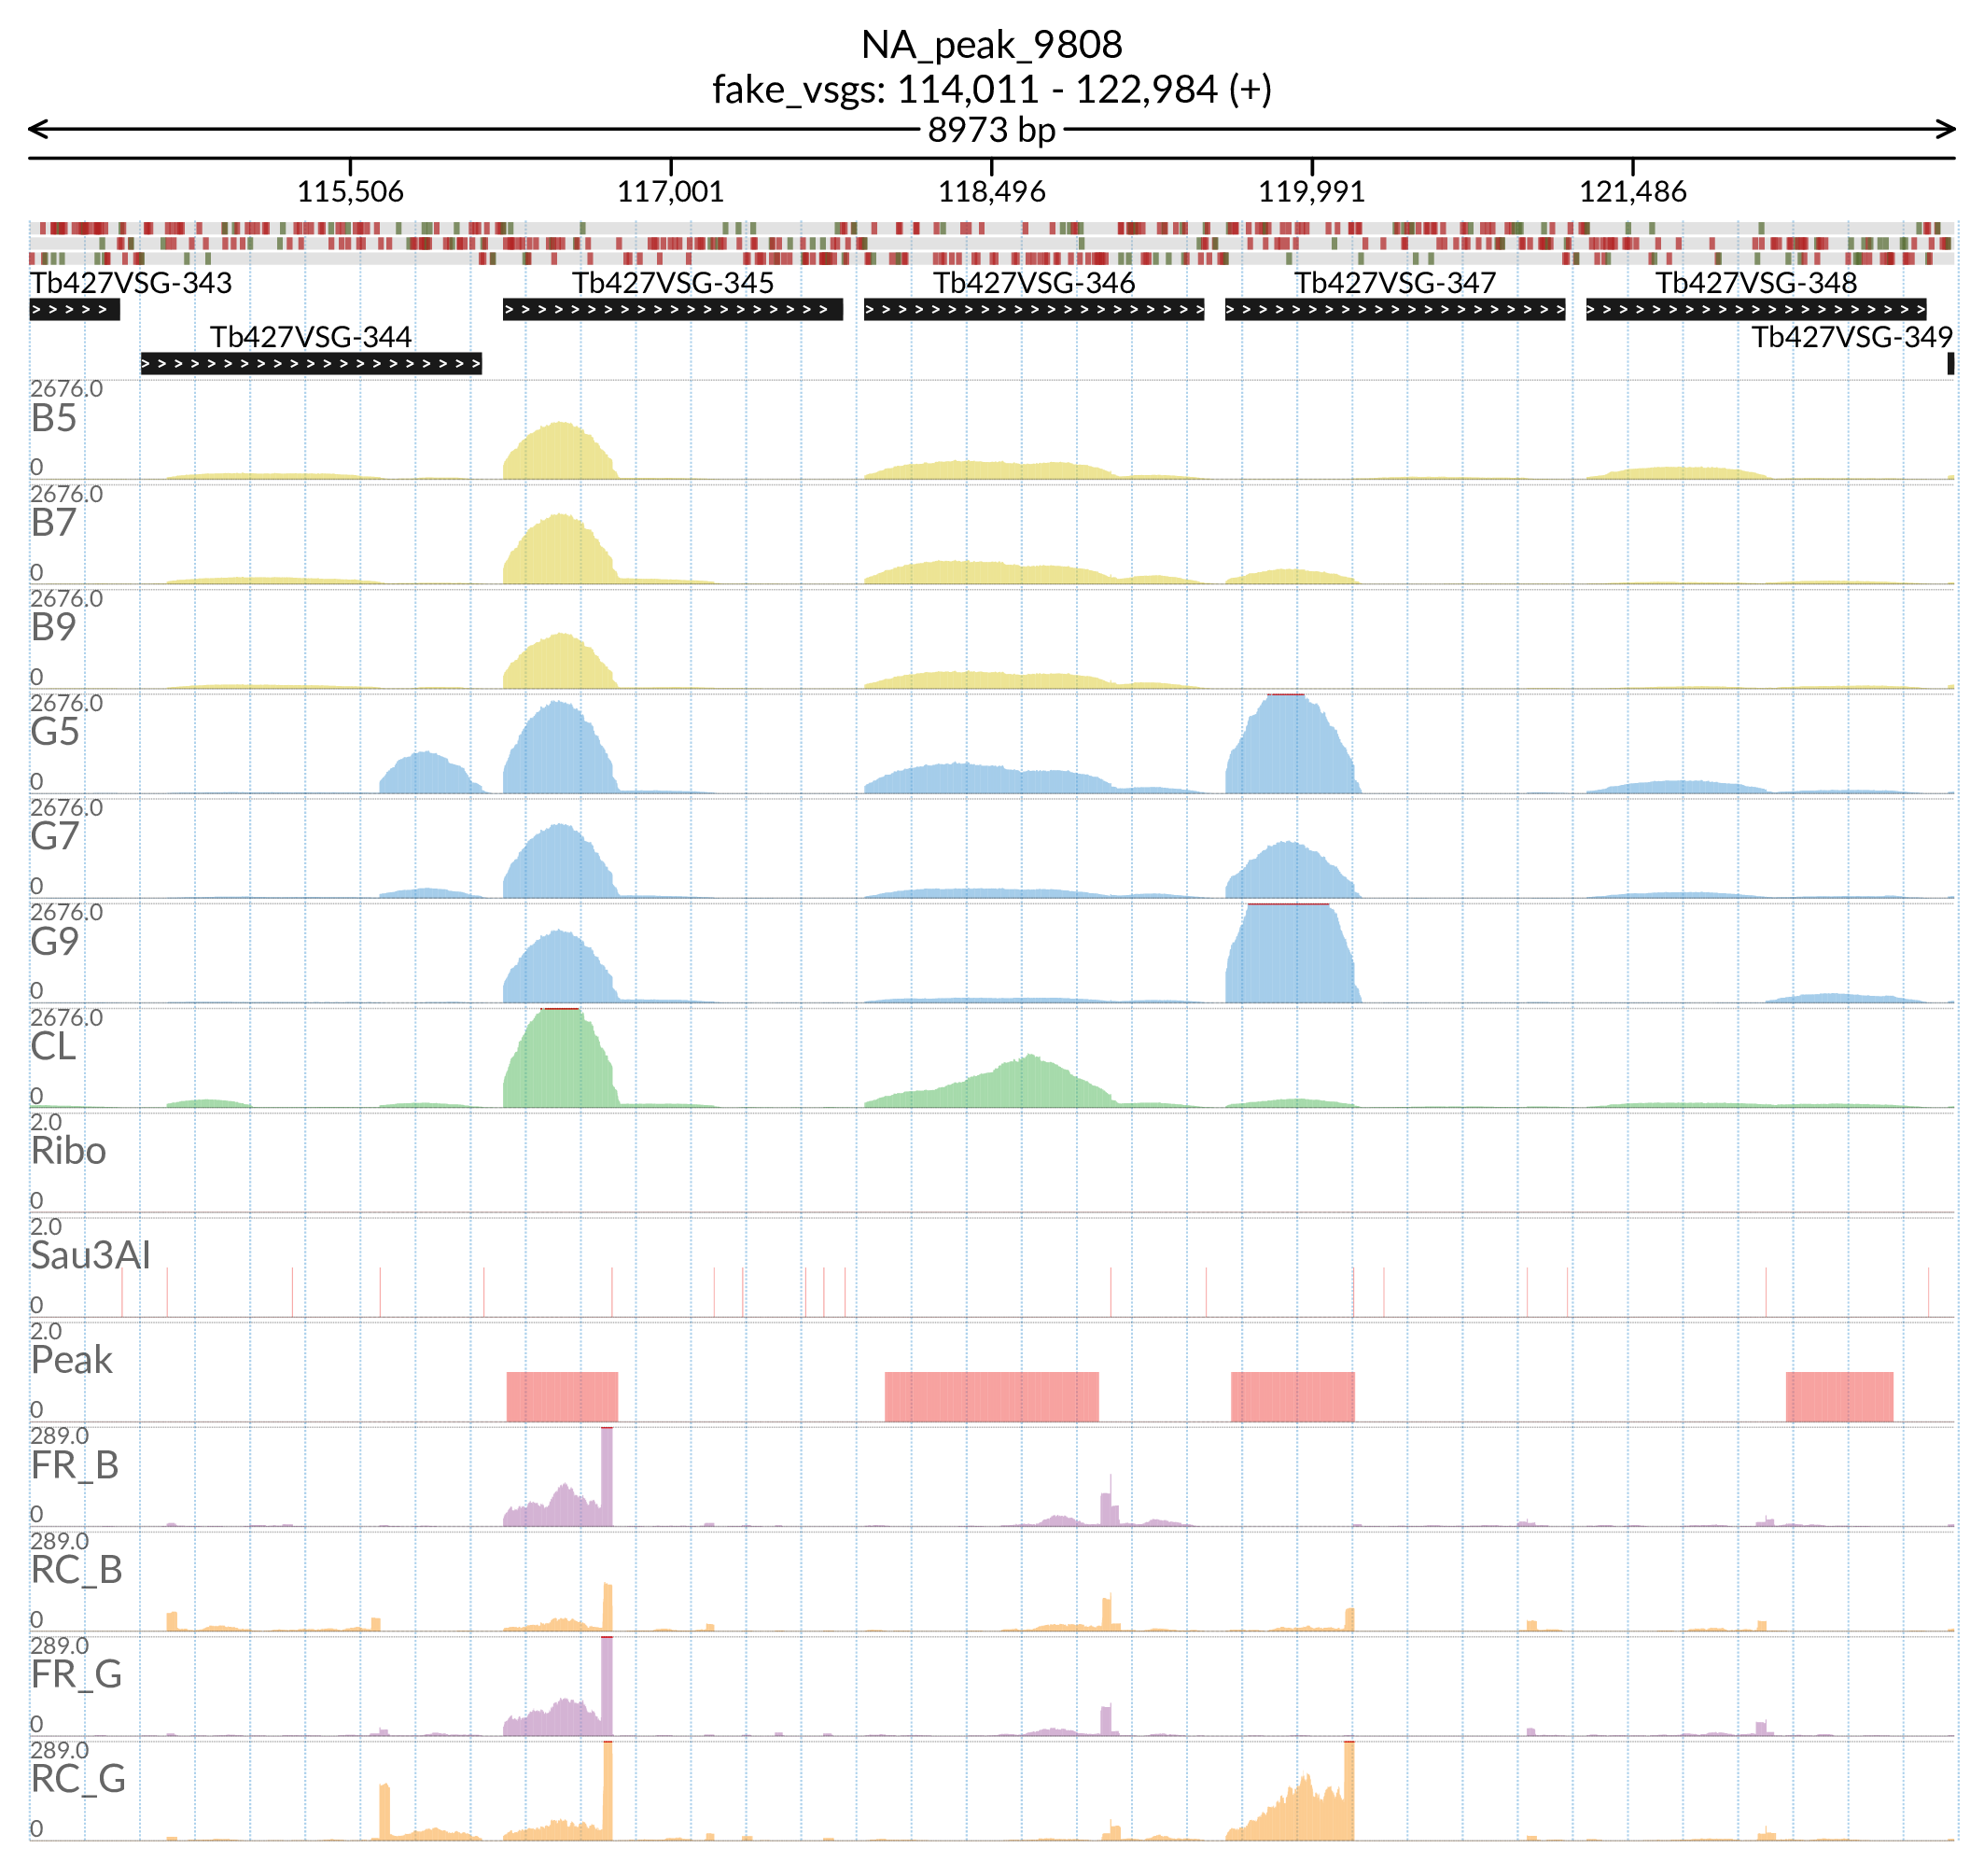 NA_peak_9808
fake_vsgs: 114,011 - 122,984 (+)
8973 bp
115,506 117,001 118,496 119,991 121,486
Tb427VSG-343 Tb427VSG-345 Tb427VSG-346 Tb427VSG-347 Tb427VSG-348
Tb427VSG-344 Tb427VSG-349
2676.0
B5
0
2676.0
B7
0
2676.0
B9
0
2676.0
G5
0
2676.0
G7
0
2676.0
G9
0
2676.0
CL
0
2.0
Ribo
0
2.0
Sau3AI
0
2.0
Peak
0
289.0
FR_B
0
289.0
RC_B
0
289.0
FR_G
0
289.0
RC_G
0